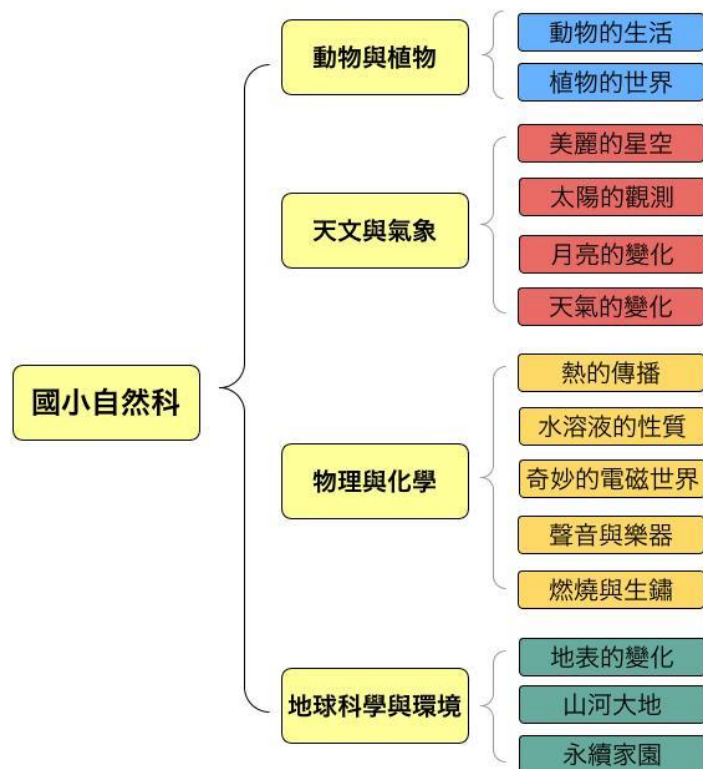 國小自然科
動物與植物
動物的生活
植物的世界
天文與氣象
美麗的星空
太陽的觀測
月亮的變化
天氣的變化
物理與化學
熱的傳播
水溶液的性質
奇妙的電磁世界
聲音與樂器
燃燒與生鏽
地球科學與環境
地表的變化
山河大地
永續家園